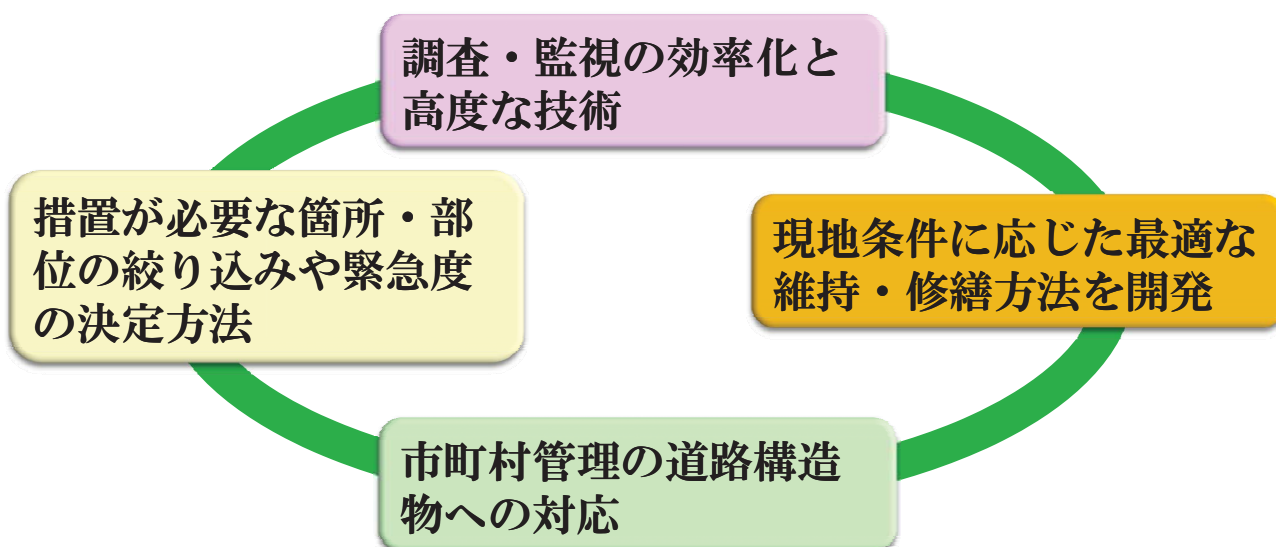 調査・監視の効率化と
高度な技術
措置が必要な箇所・部
位の絞り込みや緊急度
の決定方法
現地条件に応じた最適な
維持・修繕方法を開発
市町村管理の道路構造
物への対応